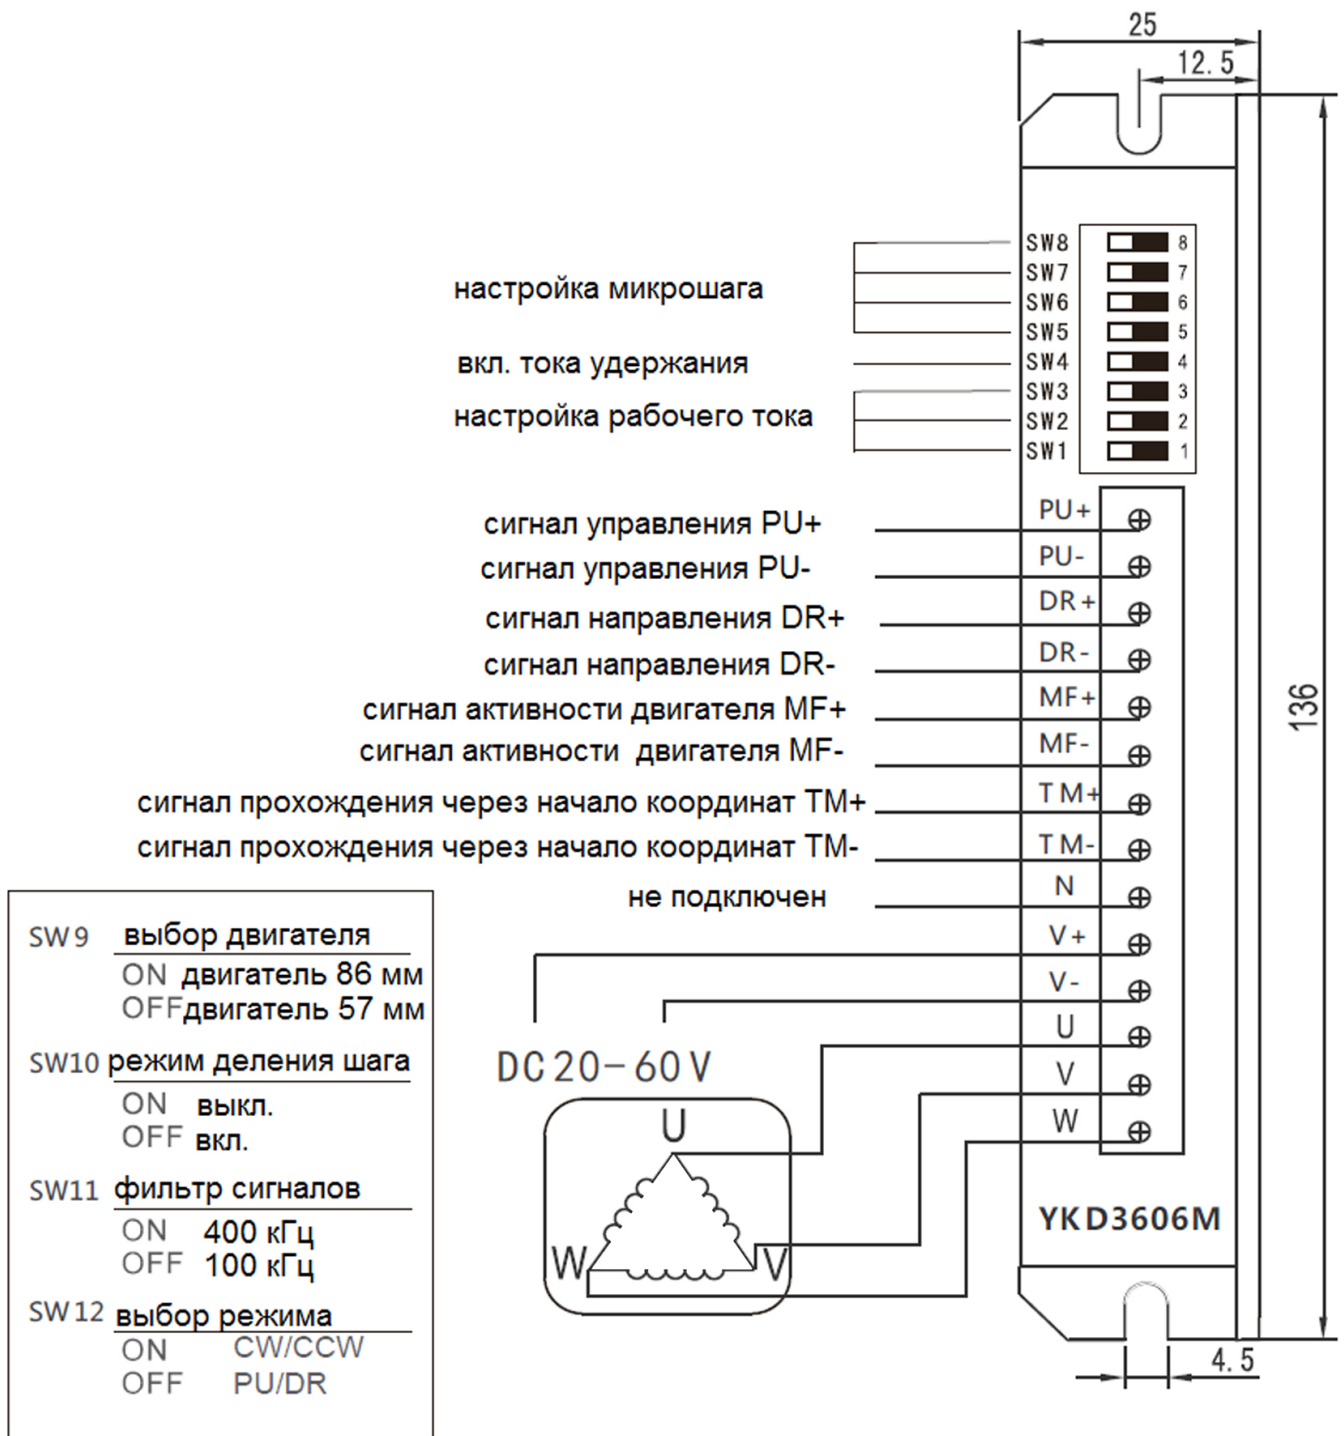 25
12.5
SW8 8
SW7 7
настройка микрошага
SW6 6
SW5 5
вкл. тока удержания SW4 4
SW3 3
настройка рабочего тока SW2 2
SW1 1
сигнал управления PU+ PU+
сигнал управления PU- PU-
сигнал направления DR+ DR+
сигнал направления DR- DR-
136
сигнал активности двигателя MF+ MF+
сигнал активности двигателя MF- MF-
сигнал прохождения через начало координат TM+ TM+
сигнал прохождения через начало координат TM- TM-
не подключен N
V+
V-
DC20-60V
U
V
W
U
W
V
YKD3606M
4.5
SW9 выбор двигателя
ON двигатель 86 мм
OFF двигатель 57 мм
SW10 режим деления шага
ON выкл.
OFF вкл.
SW11 фильтр сигналов
ON 400 кГц
OFF 100 кГц
SW12 выбор режима
ON CW/CCW
OFF PU/DR